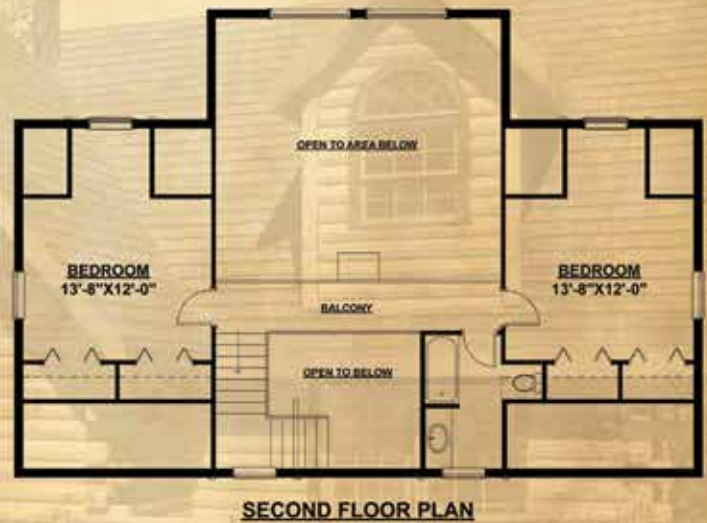 OPEN TO AREA BELOW
BEDROOM
13'-8"X12'-0"
BEDROOM
13'-8"X12'-0"
BALCONY
OPEN TO BELOW
SECOND FLOOR PLAN